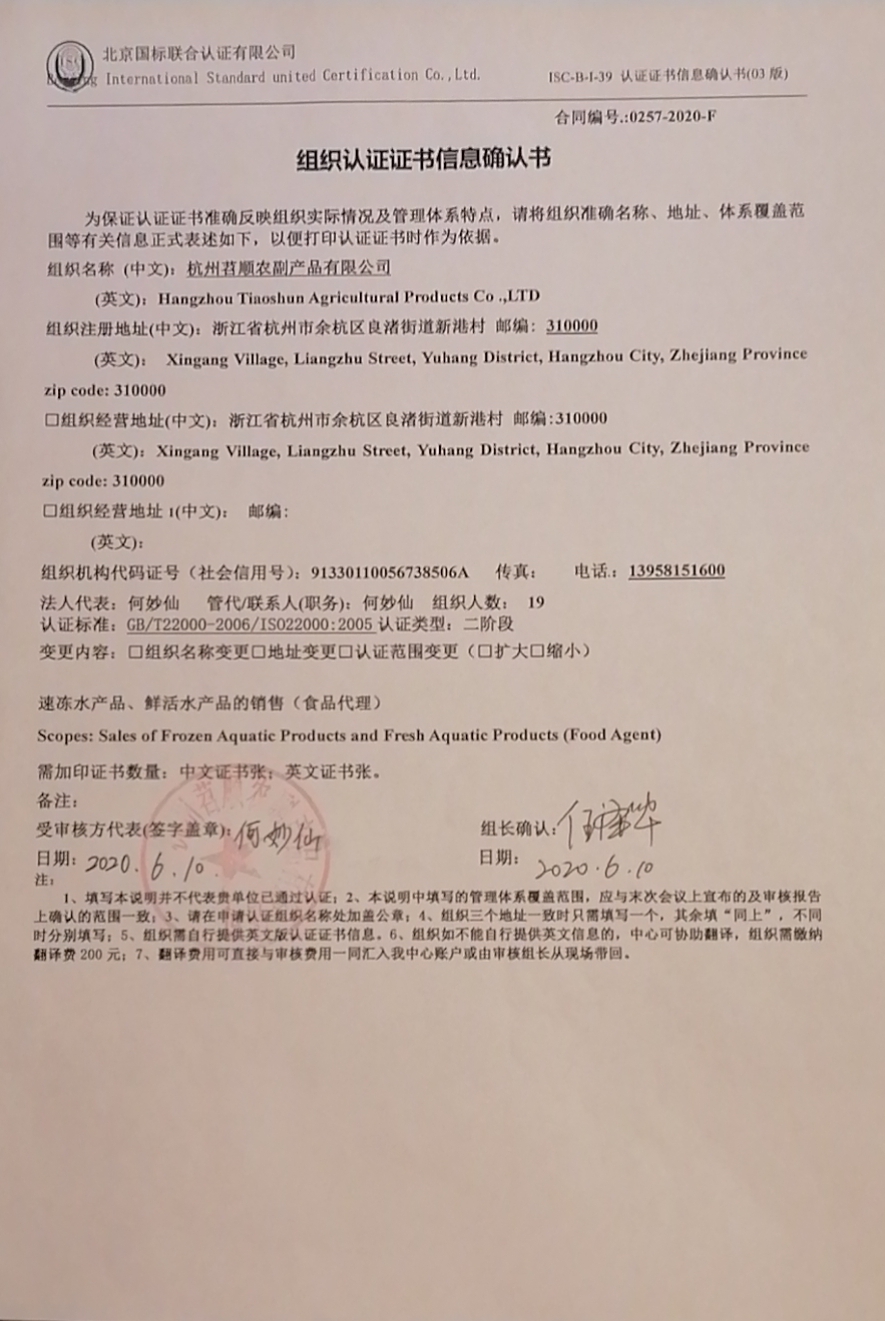 北京国标联合认证有限公司
Beijing International Standard united Certification Co.,Ltd. ISC-B-I-39 认证证书信息确认书(03 版)
合同编号.:0257-2020-F
组织认证证书信息确认书
为保证认证证书准确反映组织实际情况及管理体系特点，请将组织准确名称、地址、体系覆盖范
围等有关信息正式表述如下，以便打印认证证书时作为依据。
组织名称（中文)：杭州苕顺农副产品有限公司
(英文)：Hangzhou Tiaoshun Agricultural Products Co .,LTD
组织注册地址(中文)：浙江省杭州市余杭区良渚街道新港村 邮编： 310000
(英文)： Xingang Village, Liangzhu Street, Yuhang District, Hangzhou City, Zhejiang Province
zip code: 310000
□组织经营地址(中文)：浙江省杭州市余杭区良渚街道新港村 邮编:310000
(英文)：Xingang Village, Liangzhu Street, Yuhang District, Hangzhou City, Zhejiang Province
zip code: 310000
□组织经营地址 1(中文)： 邮编:
(英文)：
组织机构代码证号（社会信用号)：91330110056738506A 传真： 电话.：13958151600
法人代表：何妙仙 管代/联系人(职务)：何妙仙 组织人数： 19
认证标准：GB/T22000-2006/ISO22000:2005 认证类型：二阶段
变更内容：□组织名称变更□地址变更□认证范围变更（□扩大□缩小）
速冻水产品、鲜活水产品的销售（食品代理）
Scopes: Sales of Frozen Aquatic Products and Fresh Aquatic Products (Food Agent)
需加印证书数量：中文证书张；英文证书张。
备注：
受审核方代表(签字盖章)：何妙仙 组长确认：
日期：2020.6.10 日期：2020.6.10
注：
1、填写本说明并不代表贵单位已通过认证；2、本说明中填写的管理体系覆盖范围，应与末次会议上宣布的及审核报告
上确认的范围一致；3、请在申请认证组织名称处加盖公章；4、组织三个地址一致时只需填写一个，其余填“同上”，不同
时分别填写；5、组织需自行提供英文版认证证书信息。6、组织如不能自行提供英文信息的，中心可协助翻译，组织需缴纳
翻译费 200 元；7、翻译费用可直接与审核费用一同汇入我中心账户或由审核组长从现场带回。